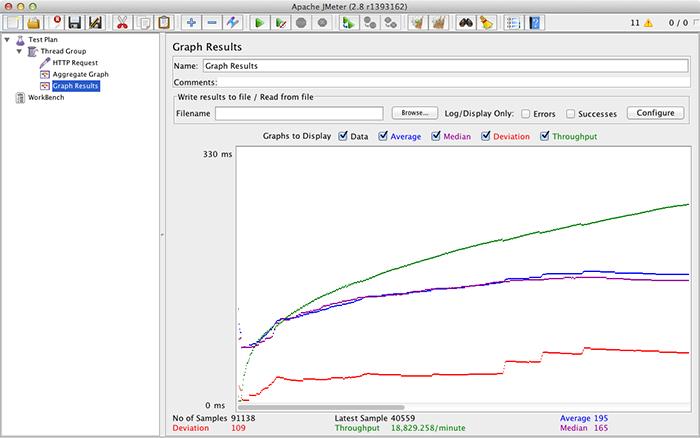 Apache JMeter (2.8 r1393162)
11 0 / 0
Test Plan
Thread Group
HTTP Request
Aggregate Graph
Graph Results
WorkBench
Graph Results
Name: Graph Results
Comments:
Write results to file / Read from file
Filename Browse... Log/Display Only: Errors Successes Configure
Graphs to Display Data Average Median Deviation Throughput
330 ms
0 ms
No of Samples 91138 Latest Sample 40559 Average 195
Deviation 109 Throughput 18,829.258/minute Median 165